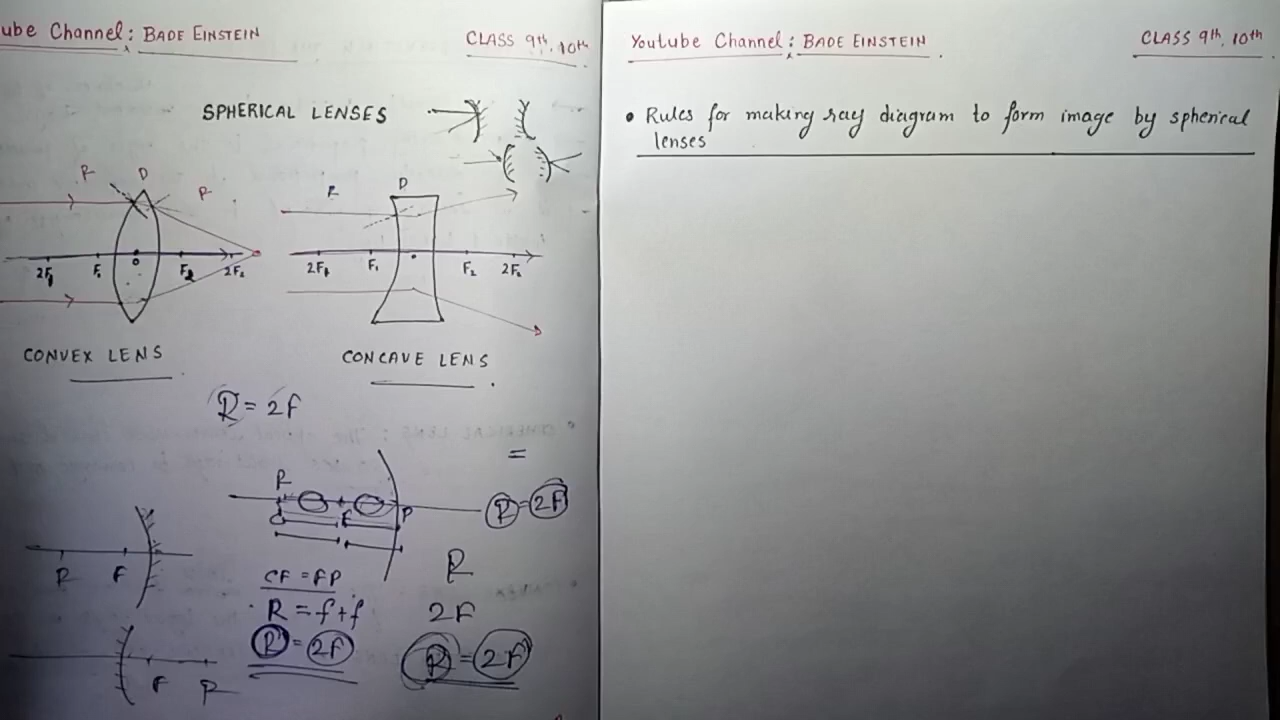 ube Channel: BADE EINSTEIN
CLASS 9th, 10th
SPHERICAL LENSES
R D R
2F1 F1 O F2 2F2
CONVEX LENS
R D
2F1 F1 F2 2F2
CONCAVE LENS
R = 2F
=
R
C F P
R = 2F
R F
CF = FP
R = f + f
R = 2F
R
2F
R = 2F
F R
Youtube Channel: BADE EINSTEIN
CLASS 9th, 10th
• Rules for making ray diagram to form image by spherical
lenses